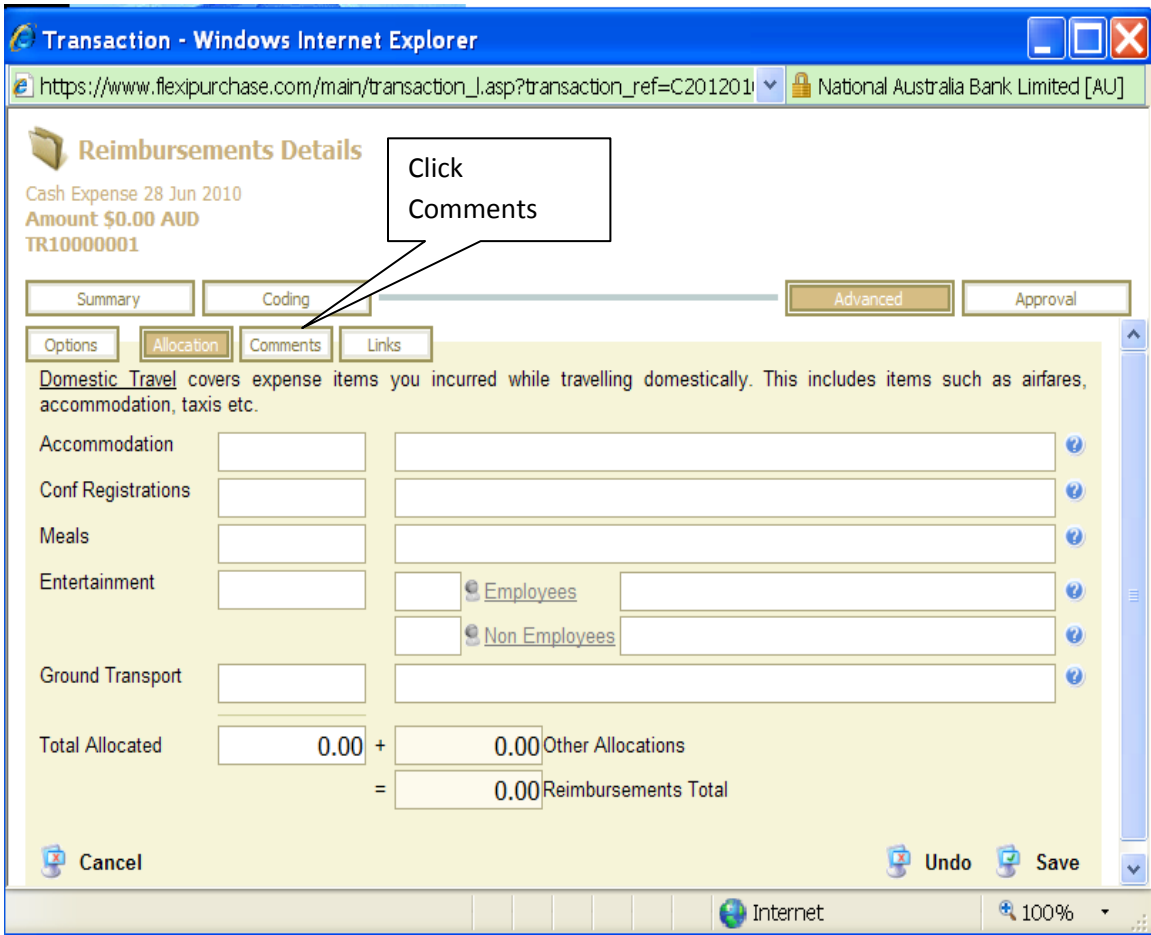 Transaction - Windows Internet Explorer
https://www.flexipurchase.com/main/transaction_l.asp?transaction_ref=C201201 National Australia Bank Limited [AU]
Reimbursements Details
Click
Comments
Cash Expense 28 Jun 2010
Amount $0.00 AUD
TR10000001
Summary Coding Advanced Approval
Options Allocation Comments Links
Domestic Travel covers expense items you incurred while travelling domestically. This includes items such as airfares,
accommodation, taxis etc.
Accommodation
Conf Registrations
Meals
Entertainment Employees
Non Employees
Ground Transport
Total Allocated 0.00 + 0.00 Other Allocations
= 0.00 Reimbursements Total
Cancel Undo Save
Internet 100%